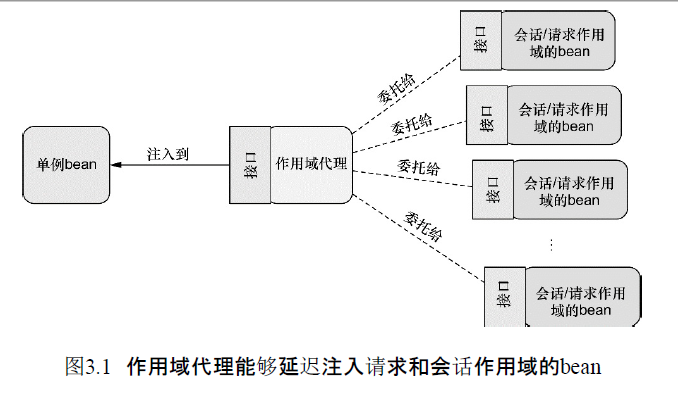 单例bean
注入到
接口
作用域代理
委托给
接口
会话/请求作用
域的bean
委托给
接口
会话/请求作用
域的bean
委托给
接口
会话/请求作用
域的bean
...
委托给
接口
会话/请求作用
域的bean
图3.1 作用域代理能够延迟注入请求和会话作用域的bean